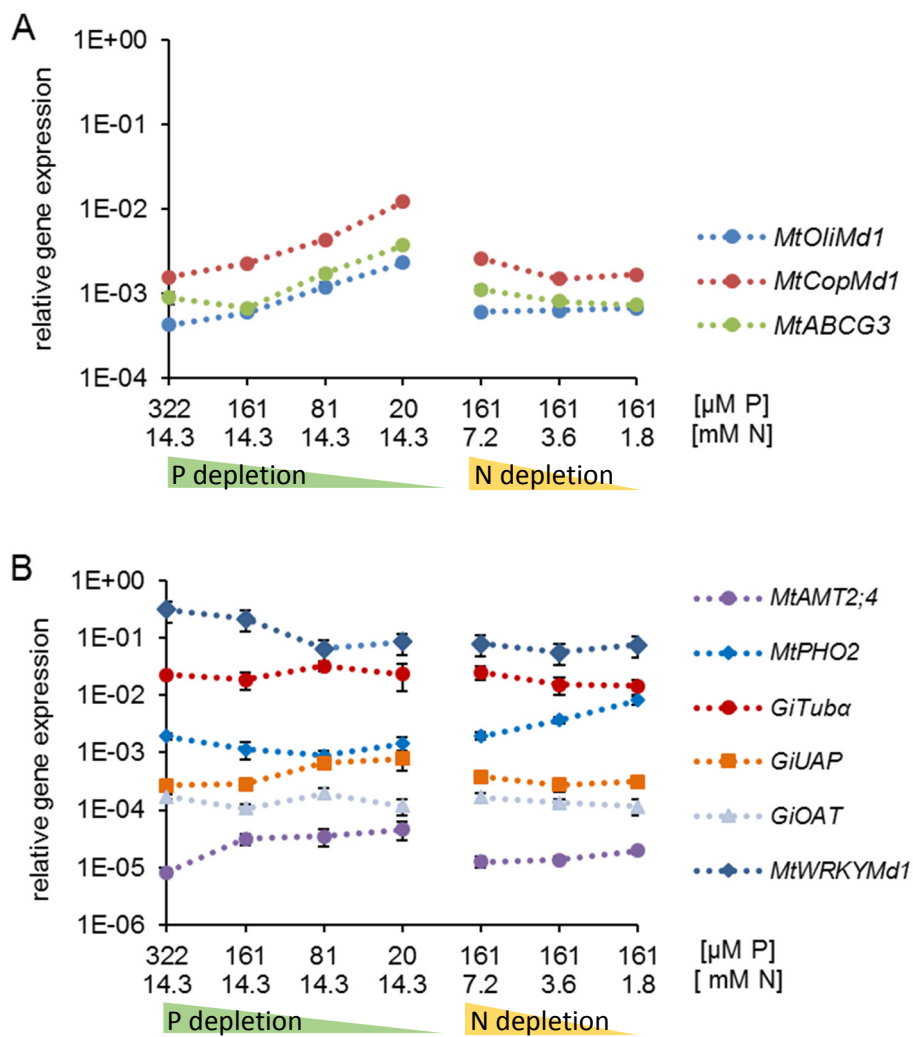 A
relative gene expression
1E+00
1E-01
1E-02
1E-03
1E-04
MtOliMd1
MtCopMd1
MtABCG3
322 161 81 20 161 161 161 [µM P]
14.3 14.3 14.3 14.3 7.2 3.6 1.8 [mM N]
P depletion N depletion
B
relative gene expression
1E+00
1E-01
1E-02
1E-03
1E-04
1E-05
1E-06
MtAMT2;4
MtPHO2
GiTubα
GiUAP
GiOAT
MtWRKYMd1
322 161 81 20 161 161 161 [µM P]
14.3 14.3 14.3 14.3 7.2 3.6 1.8 [ mM N]
P depletion N depletion